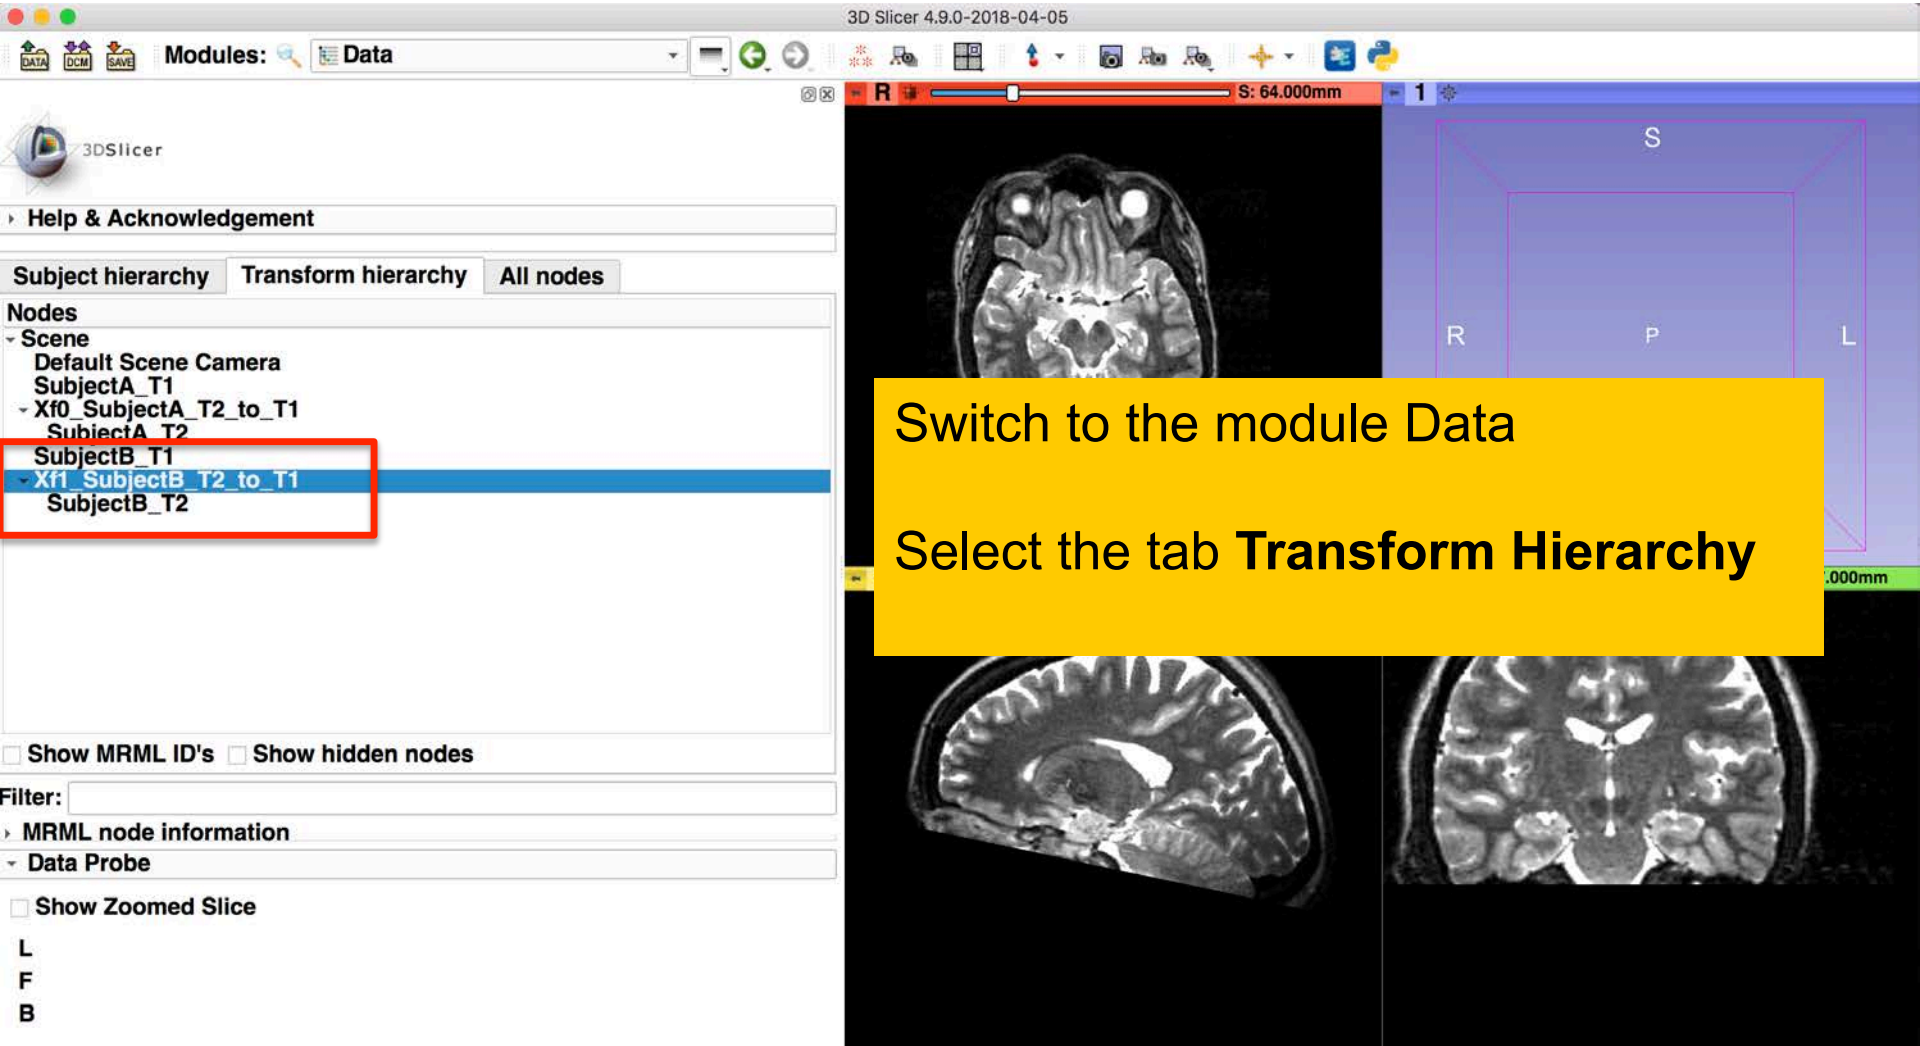 3D Slicer 4.9.0-2018-04-05
DATA DCM SAVE Modules: Data
R S: 64.000mm 1
3DSlicer
Help & Acknowledgement
Subject hierarchy Transform hierarchy All nodes
Nodes
Scene
Default Scene Camera
SubjectA_T1
Xf0_SubjectA_T2_to_T1
SubjectA_T2
SubjectB_T1
Xf1_SubjectB_T2_to_T1
SubjectB_T2
Show MRML ID's Show hidden nodes
Filter:
MRML node information
Data Probe
Show Zoomed Slice
L
F
B
S
R P L
Switch to the module Data
Select the tab Transform Hierarchy
.000mm